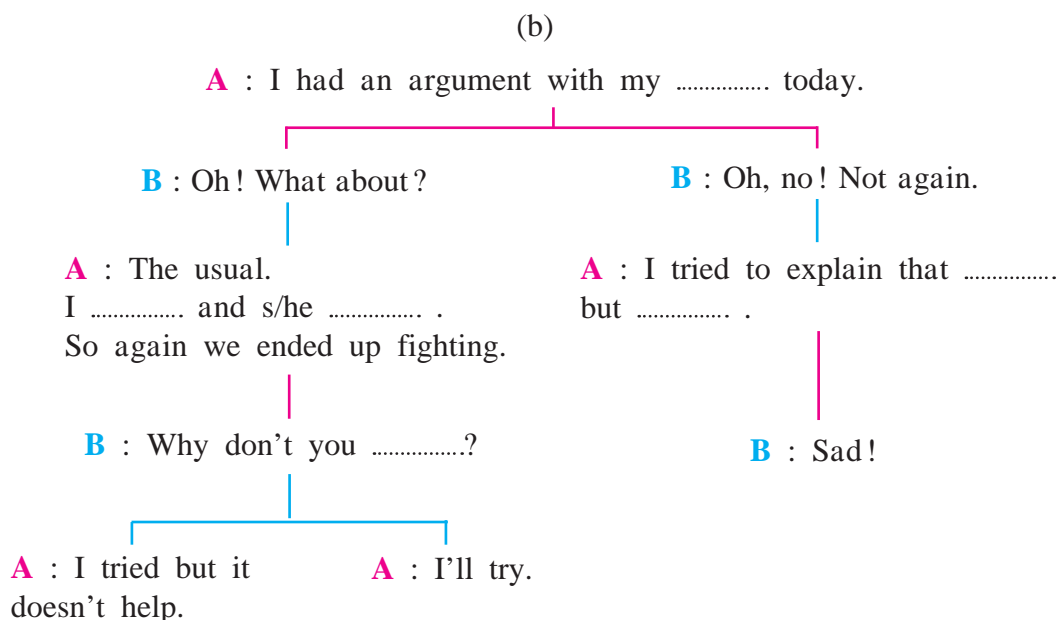 (b)
A : I had an argument with my ................ today.
B : Oh! What about?
B : Oh, no! Not again.
A : The usual.
I ................ and s/he ................ .
So again we ended up fighting.
A : I tried to explain that ................
but ................ .
B : Why don't you ................?
B : Sad!
A : I tried but it
doesn't help.
A : I'll try.